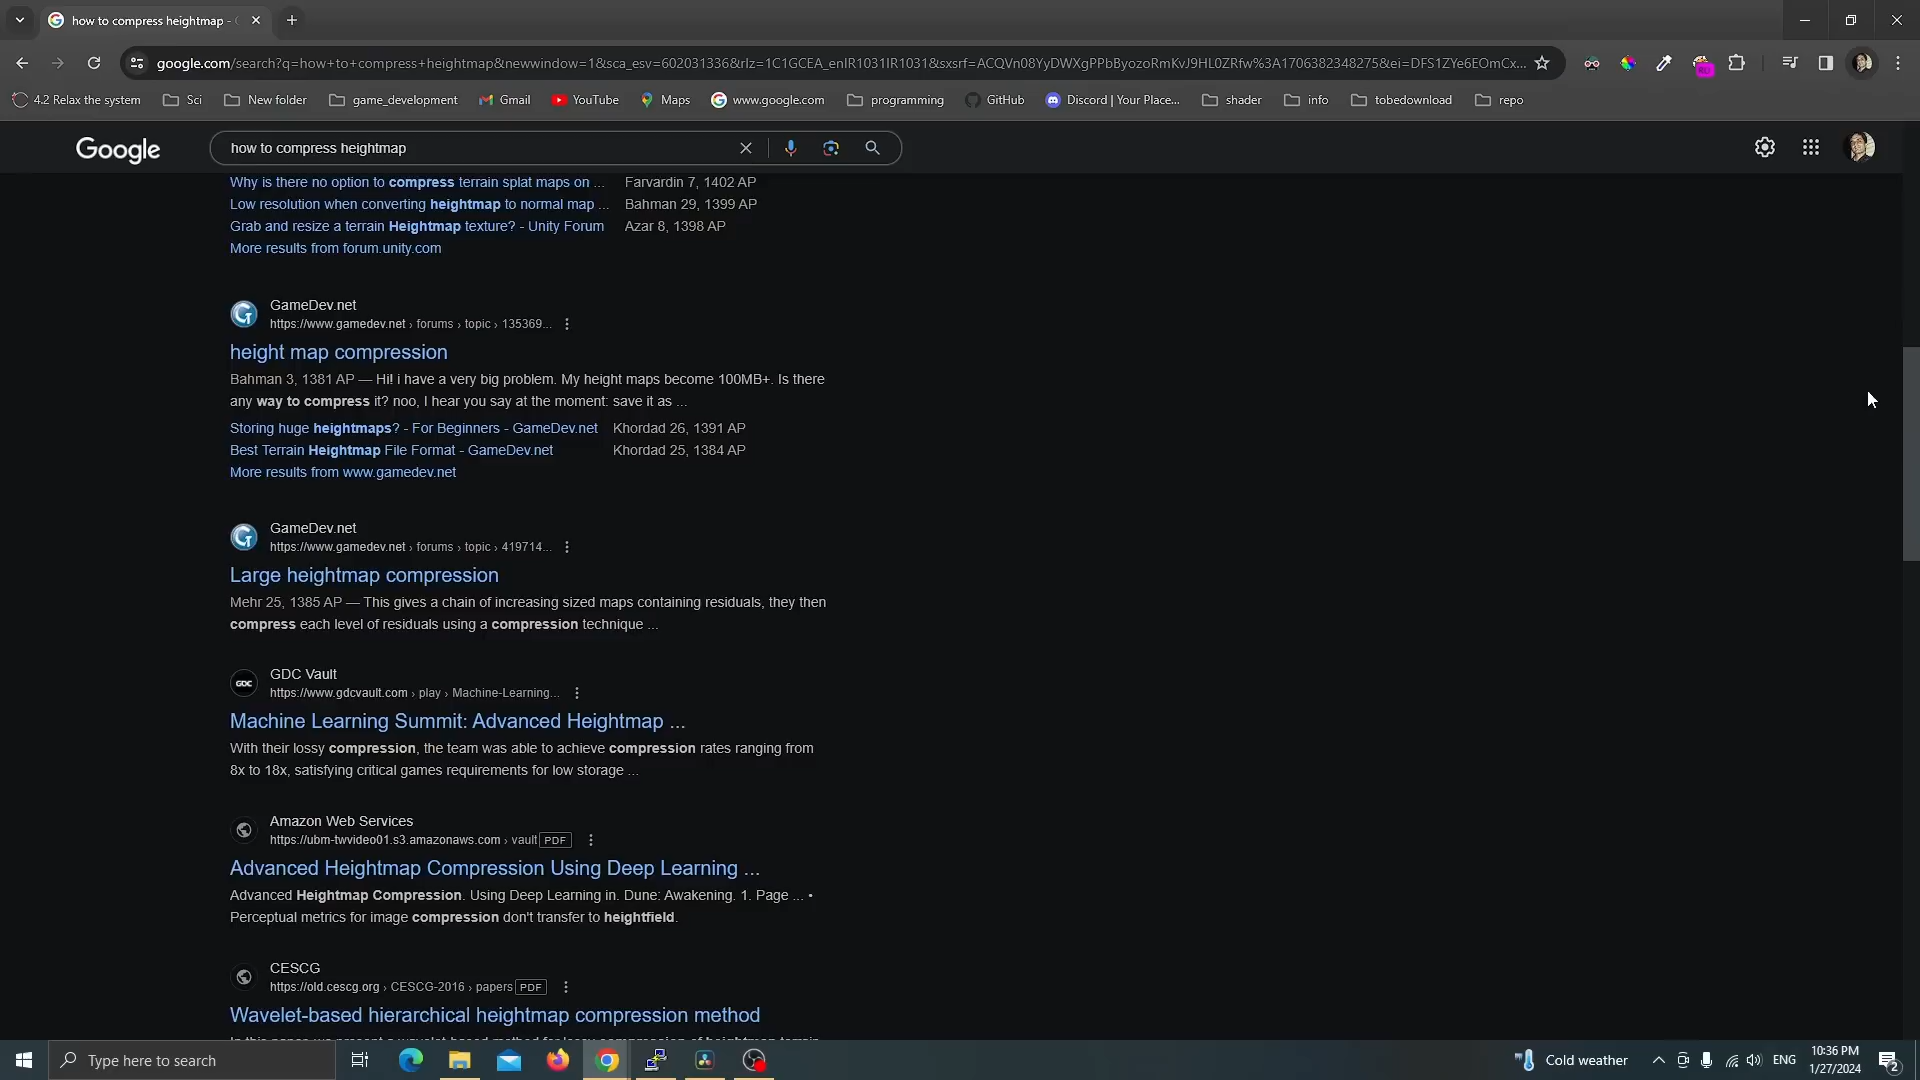 how to compress heightmap - 
google.com/search?q=how+to+compress+heightmap&newwindow=1&sca_esv=602031336&rlz=1C1GCEA_enIR1031IR1031&sxsrf=ACQVn08YyDWXgPPbByozoRmKvJ9HL0ZRfw%3A1706382348275&ei=DFS1ZYe6EOmCx...
4.2 Relax the system Sci New folder game_development Gmail YouTube Maps www.google.com programming GitHub Discord | Your Place... shader info tobedownload repo
Google how to compress heightmap
Why is there no option to compress terrain splat maps on ... Farvardin 7, 1402 AP
Low resolution when converting heightmap to normal map ... Bahman 29, 1399 AP
Grab and resize a terrain Heightmap texture? - Unity Forum Azar 8, 1398 AP
More results from forum.unity.com
GameDev.net
https://www.gamedev.net › forums › topic › 135369...
height map compression
Bahman 3, 1381 AP — Hi! i have a very big problem. My height maps become 100MB+. Is there
any way to compress it? noo, I hear you say at the moment: save it as ...
Storing huge heightmaps? - For Beginners - GameDev.net Khordad 26, 1391 AP
Best Terrain Heightmap File Format - GameDev.net Khordad 25, 1384 AP
More results from www.gamedev.net
GameDev.net
https://www.gamedev.net › forums › topic › 419714...
Large heightmap compression
Mehr 25, 1385 AP — This gives a chain of increasing sized maps containing residuals, they then
compress each level of residuals using a compression technique ...
GDC Vault
GDC https://www.gdcvault.com › play › Machine-Learning...
Machine Learning Summit: Advanced Heightmap ...
With their lossy compression, the team was able to achieve compression rates ranging from
8x to 18x, satisfying critical games requirements for low storage ...
Amazon Web Services
https://ubm-twvideo01.s3.amazonaws.com › vault PDF
Advanced Heightmap Compression Using Deep Learning ...
Advanced Heightmap Compression. Using Deep Learning in. Dune: Awakening. 1. Page ... •
Perceptual metrics for image compression don't transfer to heightfield.
CESCG
https://old.cescg.org › CESCG-2016 › papers PDF
Wavelet-based hierarchical heightmap compression method
Type here to search Cold weather ENG 10:36 PM
1/27/2024 2